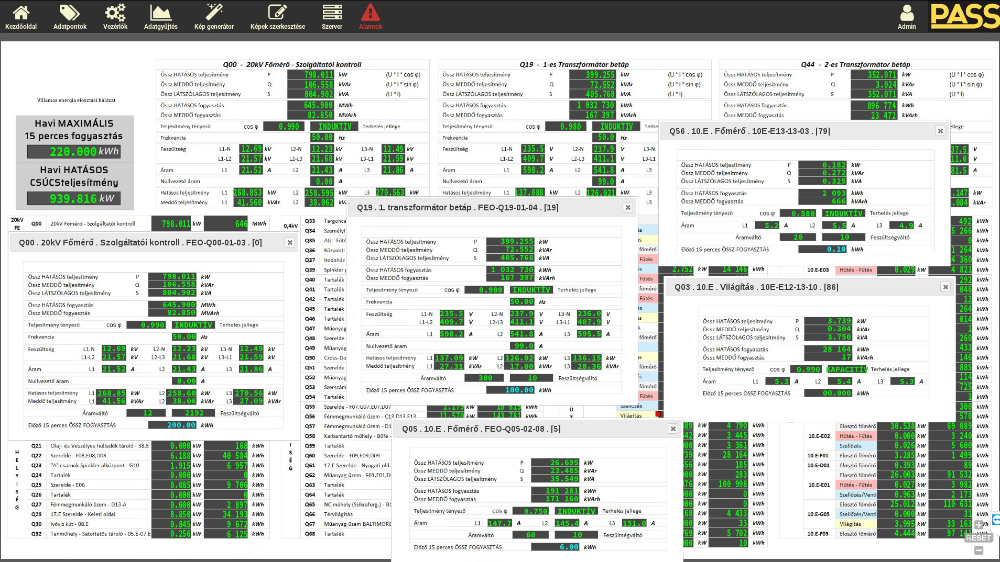 Kezdőoldal Adatpontok Vezérlők Adatgyűjtés Kép generátor Képek szerkesztése Szerver Alarmok Admin PASS
Villamos energia elosztási hálózat
Havi MAXIMÁLIS
15 perces fogyasztás
220.000 kWh
Havi HATÁSOS
CSÚCSteljesítmény
939.816 kW
Q00 - 20kV Főmérő - Szolgáltatói kontroll
Össz HATÁSOS teljesítmény P 798.011 kW (U * I * cos φ)
Össz MEDDŐ teljesítmény Q 106.558 kVAr (U * I * sin φ)
Össz LÁTSZÓLAGOS teljesítmény S 804.902 kVA (U * I)
Össz HATÁSOS fogyasztás 645.900 MWh
Össz MEDDŐ fogyasztás 82.850 MVArh
Teljesítmény tényező cos φ 0.990 INDUKTÍV Terhelés jellege
Frekvencia 50.00 Hz
Feszültség L1-N 12.69 kV L2-N 12.23 kV L3-N 12.49 kV
L1-L2 21.57 kV L2-L3 21.68 kV L3-L1 21.59 kV
Áram L1 21.52 A L2 21.43 A L3 21.86 A
Nullvezető áram 0.00 A
Hatásos teljesítmény L1 268.853 kW L2 258.595 kW L3 270.563 kW
Meddő teljesítmény L1 41.560 kVAr L2 38.062 kV
Q19 - 1-es Transzformátor betáp
Össz HATÁSOS teljesítmény P 399.255 kW (U * I * cos φ)
Össz MEDDŐ teljesítmény Q 72.552 kVAr (U * I * sin φ)
Össz LÁTSZÓLAGOS teljesítmény S 405.768 kVA (U * I)
Össz HATÁSOS fogyasztás 1 032 730 kWh
Össz MEDDŐ fogyasztás 167 397 kVArh
Teljesítmény tényező cos φ 0.980 INDUKTÍV Terhe
Frekvencia 50.0 Hz
Feszültség L1-N 235.5 V L2-N 237.9 V L3-N
L1-L2 409.7 V L2-L3 411.1 V L3-L1
Áram L1 598.2 A L2 541.8 A L3
Nullvezető áram 99.0 A
Hatásos teljesítmény L1 137.088 kW L2 126.021 kW L3
L3
Q44 - 2-es Transzformátor betáp
Össz HATÁSOS teljesítmény P 352.071 kW (U * I * cos φ)
Össz MEDDŐ teljesítmény Q 3.024 kVAr (U * I * sin φ)
Össz LÁTSZÓLAGOS teljesítmény S 352.071 kVA (U * I)
Össz HATÁSOS fogyasztás 896 774 kWh
Össz MEDDŐ fogyasztás 23 472 kVArh
jellege
37.5 V
11.0 V
81.5 A
.147 kW
.084 kVAr
Q56 . 10.E . Főmérő . 10E-E13-13-03 . [79]
Össz HATÁSOS teljesítmény P 0.182 kW
Össz MEDDŐ teljesítmény Q 0.272 kVAr
Össz LÁTSZÓLAGOS teljesítmény S 0.325 kVA
Össz HATÁSOS fogyasztás 2 093 kWh
Össz MEDDŐ fogyasztás 666 kVArh
Teljesítmény tényező cos φ 0.580 INDUKTÍV Terhelés jellege
Áram L1 5.2 A L2 5.5 A L3 4.9 A
Áramváltó 20 10 Feszültségváltó
Előző 15 perces ÖSSZ FOGYASZTÁS 0.10 kWh
20kV
FE
Q00 20kV Főmérő - Szolgáltatói kontroll 798.011 kW 646 MWh
0,4kV
Q00 . 20kV Főmérő . Szolgáltatói kontroll . FEO-Q00-01-03 . [0]
Össz HATÁSOS teljesítmény P 798.011 kW
Össz MEDDŐ teljesítmény Q 106.558 kVAr
Össz LÁTSZÓLAGOS teljesítmény S 804.902 kVA
Össz HATÁSOS fogyasztás 645.900 MWh
Össz MEDDŐ fogyasztás 82.850 MVArh
Teljesítmény tényező cos φ 0.990 INDUKTÍV Terhelés jellege
Frekvencia 50.00 Hz
Feszültség L1-N 12.69 kV L2-N 12.23 kV L3-N 12.49 kV
L1-L2 21.57 kV L2-L3 21.68 kV L3-L1 21.59 kV
Áram L1 21.52 A L2 21.43 A L3 21.86 A
Nullvezető áram 0.00 A
Hatásos teljesítmény L1 268.85 kW L2 258.60 kW L3 270.56 kW
Meddő teljesítmény L1 41.56 kVAr L2 38.06 kVAr L3 27.09 kVAr
Áramváltó 12 2192 Feszültségváltó
Előző 15 perces ÖSSZ FOGYASZTÁS 200.00 kWh
Q19 . 1. transzformátor betáp . FEO-Q19-01-04 . [19]
Össz HATÁSOS teljesítmény P 399.255 kW
Össz MEDDŐ teljesítmény Q 72.552 kVAr
Össz LÁTSZÓLAGOS teljesítmény S 405.768 kVA
Össz HATÁSOS fogyasztás 1 032 730 kWh
Össz MEDDŐ fogyasztás 167 397 kVArh
Teljesítmény tényező cos φ 0.980 INDUKTÍV Terhelés jellege
Frekvencia 50.00 Hz
Feszültség L1-N 235.5 V L2-N 237.9 V L3-N 236.0 V
L1-L2 409.7 V L2-L3 411.1 V L3-L1 407.9 V
Áram L1 598.2 A L2 541.8 A L3 595.5 A
Nullvezető áram 99.0 A
Hatásos teljesítmény L1 137.09 kW L2 126.02 kW L3 136.15 kW
Meddő teljesítmény L1 27.31 kVAr L2 17.00 kVAr L3 28.36 kVAr
Áramváltó 300 10 Feszültségváltó
Előző 15 perces ÖSSZ FOGYASZTÁS 100.00 kWh
Q03 . 10.E . Világítás . 10E-E12-13-10 . [86]
Össz HATÁSOS teljesítmény P 3.739 kW
Össz MEDDŐ teljesítmény Q 0.304 kVAr
Össz LÁTSZÓLAGOS teljesítmény S 3.750 kVA
Össz HATÁSOS fogyasztás 28 164 kWh
Össz MEDDŐ fogyasztás 17 kVArh
Teljesítmény tényező cos φ 0.990 KAPACITÍV Terhelés jellege
Áram L1 5.3 A L2 5.4 A L3 5.3 A
Előző 15 perces ÖSSZ FOGYASZTÁS 00.000 kWh
Q05 . 10.E . Főmérő . FEO-Q05-02-08 . [5]
Össz HATÁSOS teljesítmény P 26.695 kW
Össz MEDDŐ teljesítmény Q 23.485 kVAr
Össz LÁTSZÓLAGOS teljesítmény S 35.549 kVA
Össz HATÁSOS fogyasztás 191 281 kWh
Össz MEDDŐ fogyasztás 171 160 kVArh
Teljesítmény tényező cos φ 0.750 INDUKTÍV Terhelés jellege
Áram L1 147.7 A L2 145.4 A L3 151.0 A
Áramváltó 60 10 Feszültségváltó
Előző 15 perces ÖSSZ FOGYASZTÁS 6.00 kWh
H E L Y I S É G
Q21 Olaj- és Veszélyes hulladék tároló - 38.E 0.000 kW 168 kWh
Q22 Szerelde - F08,E08,D08 6.188 kW 40 584 kWh
Q23 "A" csarnok Spinkler alközpont - G10 1.915 kW 6 957 kWh
Q24 Tartalék 0.000 kW 0 kWh
Q25 Szerelde - E06 0.085 kW 9 706 kWh
Q26 Tartalék 0.000 kW 0 kWh
Q27 Fémmegmunkáló üzem - D13-A 0.000 kW 2 897 kWh
Q29 17.E Szerelde - Keleti oldal 8.850 kW 34 193 kWh
Q30 Ivóvíz kút - 08.E 0.845 kW 9 672 kWh
Q32 Tanműhely - Sátortetős tároló - 05.E-07.E 0.256 kW 6 125 kWh
I S É G
Q33 Targonca
Q34 Személyi
Q35 AG - Fűté
Q36 Központi
Q37 Irodaház
Q39 Spinkler g
Q40 Tartalék
Q41 Tartalék
Q42 Tartalék
Q45 Tartalék
Q46 Tartalék
Q47 Műanyag
Q48 Szerelde
Q49 Műanyag
Q50 Cross-Do
Q51 Szerelde
Q52 Műanyag
Q53 Szerszám
Q54 Tartalék
Q55 Szerelde - F07,G07,E07,D07 2.179 kW 18 815 kWh
Q56 Fémmegmunkáló üzem - C13,D13,E13 11.570 kW 143 781 kWh
Q57 Fémmegmunkáló üzem - D1
Q58 Karbantartó műhely - Büfé -
Q59 Tartalék
Q60 Szerelde - F09,E09,D09
Q61 17.E Szerelde - Nyugati old.
Q62 Műanyag üzem - F01,E01,D
Q63 Tartalék
Q64 Tartalék
Q65 NC műhely (Szikraforg.) - B1
Q66 Térvilágítás
Q67 Műanyag üzem BALTIMORE
Q68 Tartalék
Ü
Szellőzés
Világítás
2.752 kW 14 146 kWh
10.E-E03 Hűtés - Fűtés 0.029 kW 4 821 kWh
kW 4 790 kWh
kW 3 445 kWh
kW 3 361 kWh
kW 28 164 kWh
kW 185 kWh
kW 283 kWh
kW 100 998 kWh
kW 0 kWh
kW 0 kWh
kW 4 433 kWh
kW 33 kWh
kW 5 702 kWh
kW 10 kWh
Elosztó főmérő 30.538 kW 69 089 kWh
10.E-E02 Hűtés - Fűtés 0.000 kW 3 240 kWh
Szellőzés 0.026 kW 5 600 kWh
10.E-F01 Elosztó főmérő 3.285 kW 1 499 kWh
10.E-D01 Elosztó főmérő 0.393 kW 89 kWh
Elosztó főmérő 26.003 kW 91 532 kWh
10.E-E01 Hűtés - Fűtés 0.027 kW 3 982 kWh
Szellőzés/Venti 0.963 kW 2 173 kWh
Elosztó főmérő 25.012 kW 110 631 kWh
10.E-G05 Szellőzés/Venti 0.000 kW 31 kWh
Világítás 3.995 kW 33 163 kWh
10.E-F05 Elosztó főmérő 4.444 kW 97 141 kWh
RESET